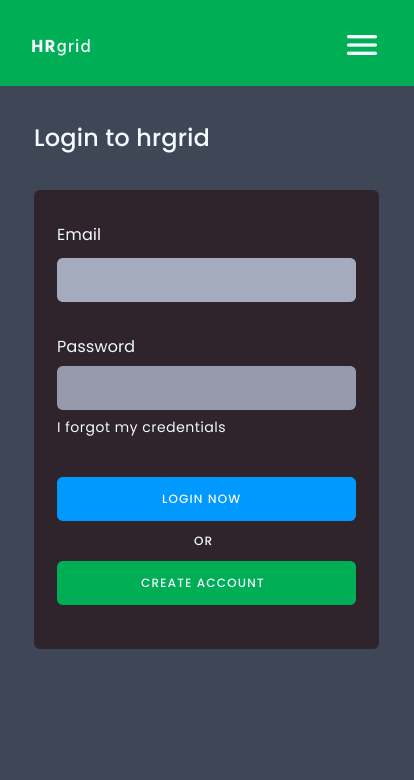 HRgrid
Login to hrgrid
Email
Password
I forgot my credentials
LOGIN NOW
OR
CREATE ACCOUNT